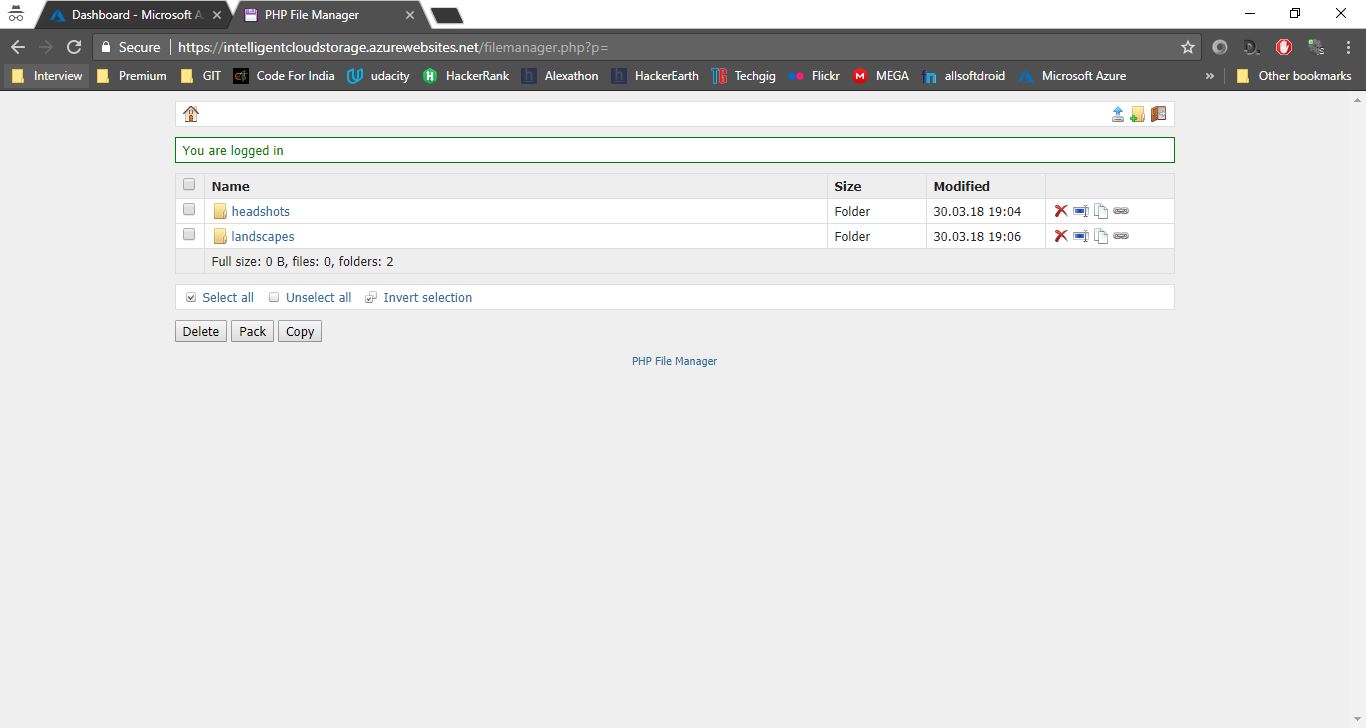 Dashboard - Microsoft A
PHP File Manager
Secure
https://intelligentcloudstorage.azurewebsites.net/filemanager.php?p=
Interview Premium GIT Code For India udacity HackerRank Alexathon HackerEarth Techgig Flickr MEGA allsoftdroid Microsoft Azure » Other bookmarks
You are logged in
Name Size Modified
headshots Folder 30.03.18 19:04
landscapes Folder 30.03.18 19:06
Full size: 0 B, files: 0, folders: 2
Select all Unselect all Invert selection
Delete Pack Copy
PHP File Manager